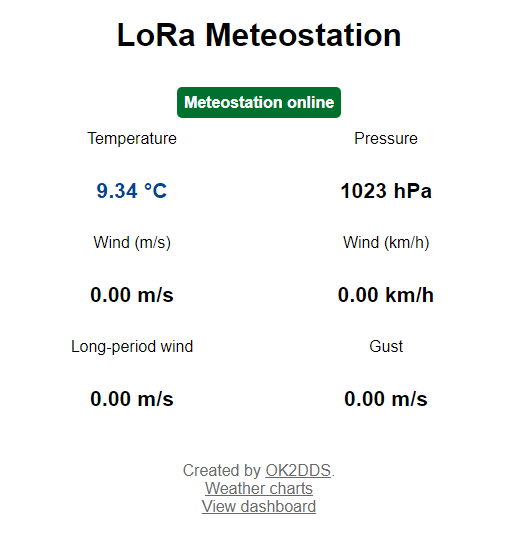 LoRa Meteostation
Meteostation online
Temperature Pressure
9.34 °C 1023 hPa
Wind (m/s) Wind (km/h)
0.00 m/s 0.00 km/h
Long-period wind Gust
0.00 m/s 0.00 m/s
Created by OK2DDS.
Weather charts
View dashboard